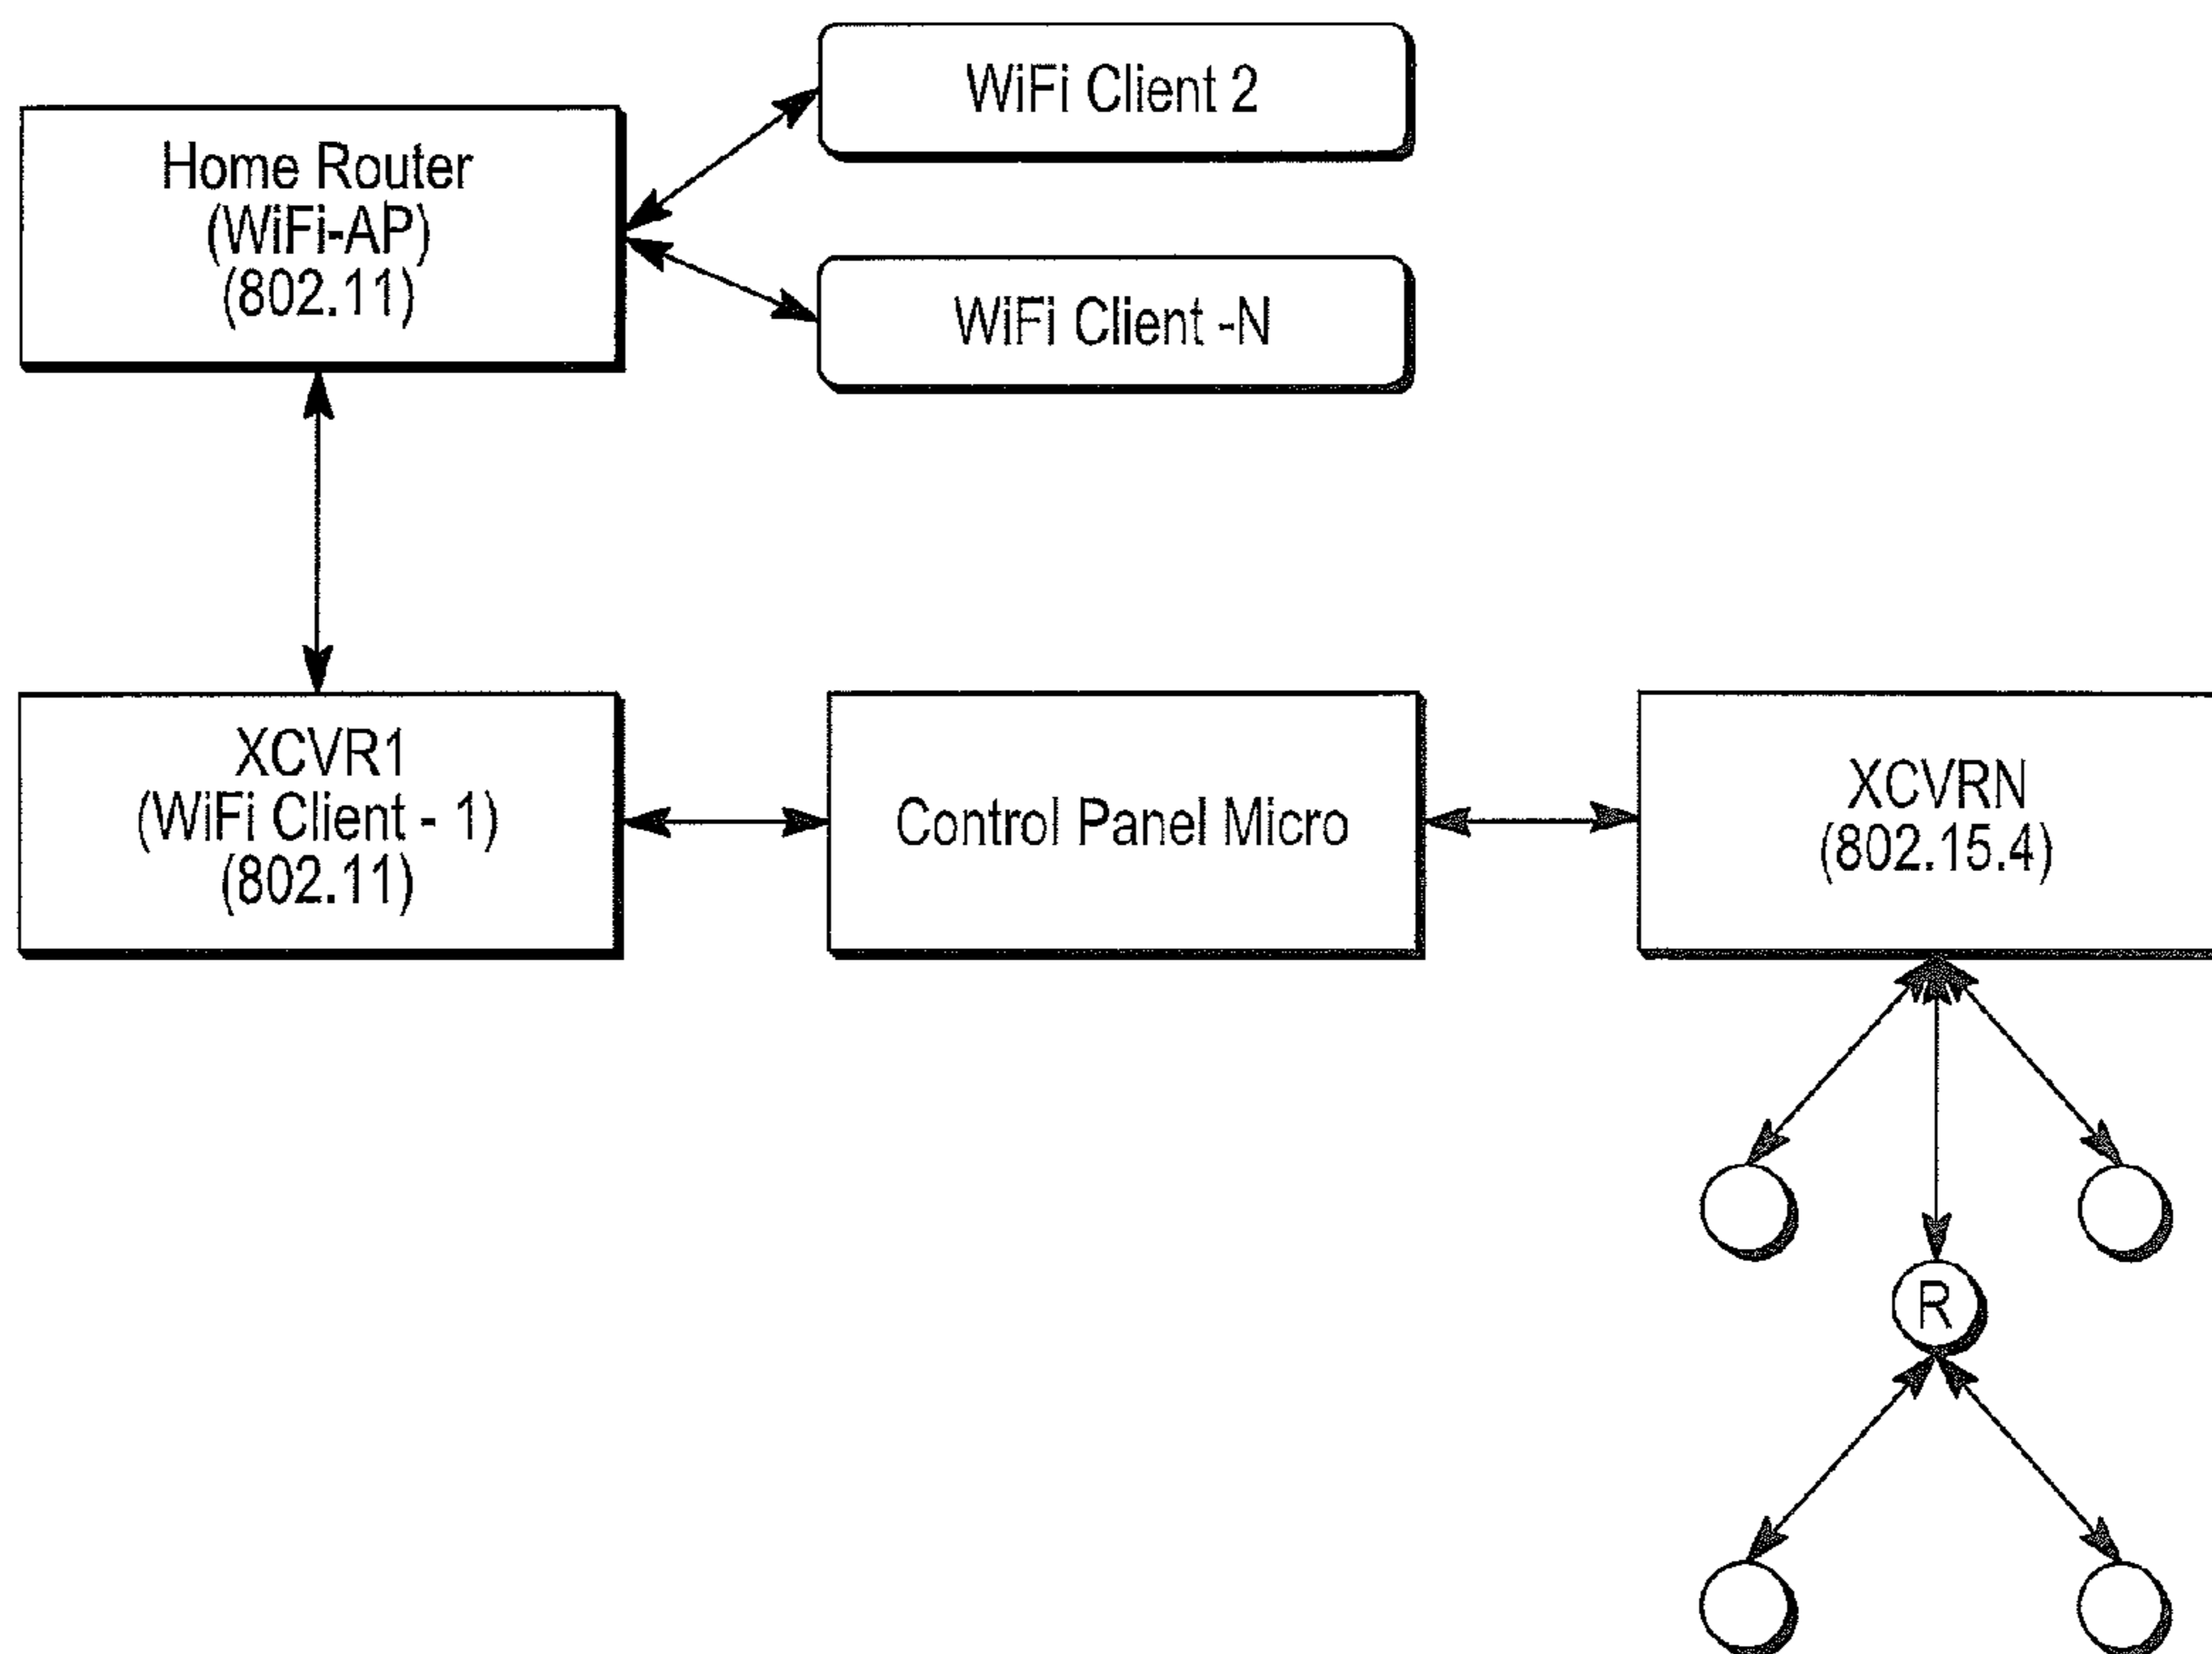 WiFi Client 2
Home Router
(WiFi-AP)
(802.11)
WiFi Client -N
XCVR1
(WiFi Client - 1)
(802.11)
Control Panel Micro
XCVRN
(802.15.4)
R